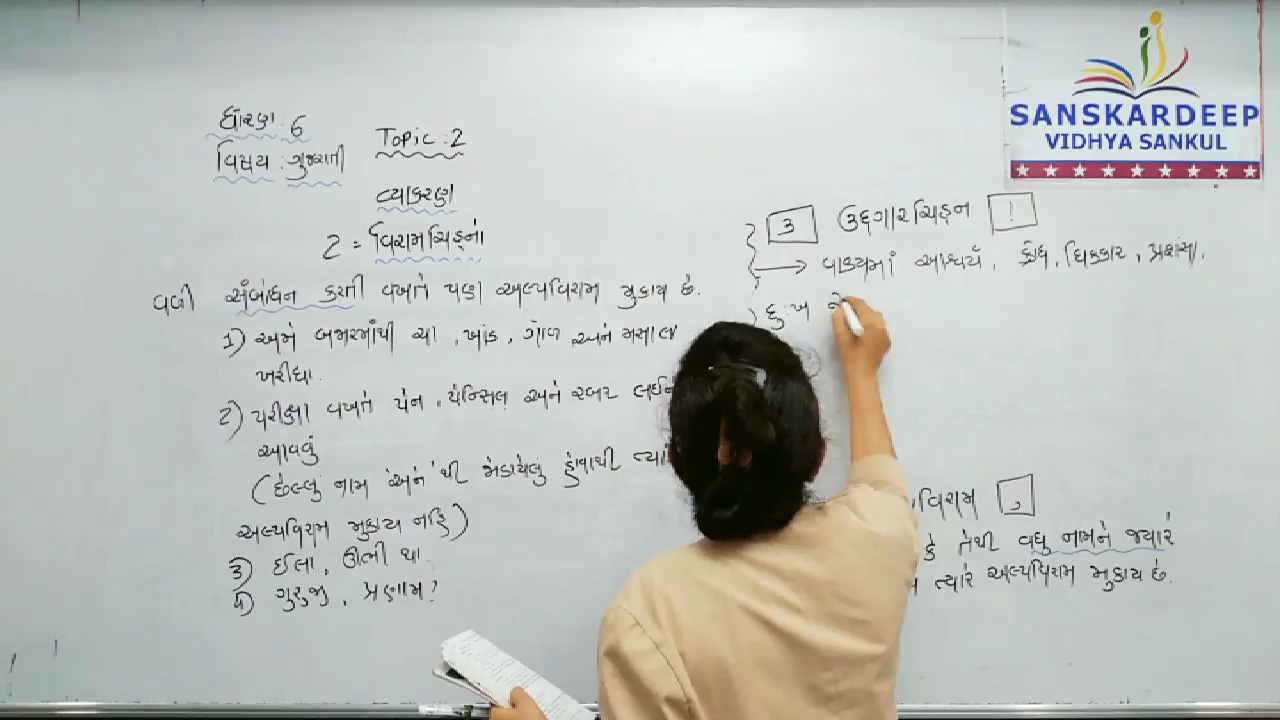 ધોરણ : 6
વિષય : ગુજરાતી
Topic : 2
વ્યાકરણ
2 = વિરામચિહ્નો
વળી સંબોધન કરતી વખતે પણ અલ્પવિરામ મુકાય છે.
1) અમે બજારમાંથી ચા , ખાંડ , ગોળ અને મસાલા
ખરીદ્યા.
2) પરીક્ષા વખતે પેન , પેન્સિલ અને રબર લઈને
આવવું
(છેલ્લું નામ 'અને' થી જોડાયેલું હોવાથી ત્યાં
અલ્પવિરામ મુકાય નહિ)
3) ઈલા , ઊભી થા.
4) ગુરુજી , પ્રણામ?
SANSKARDEEP
VIDHYA SANKUL
3 ઉદ્દગારચિહ્ન !
→ વાક્યમાં આશ્ચર્ય , ક્રોધ , ધિક્કાર , પ્રશંસા ,
દુ:ખ
વિરામ ,
કે તેથી વધુ નામને જ્યારે
ત્યારે અલ્પવિરામ મુકાય છે.